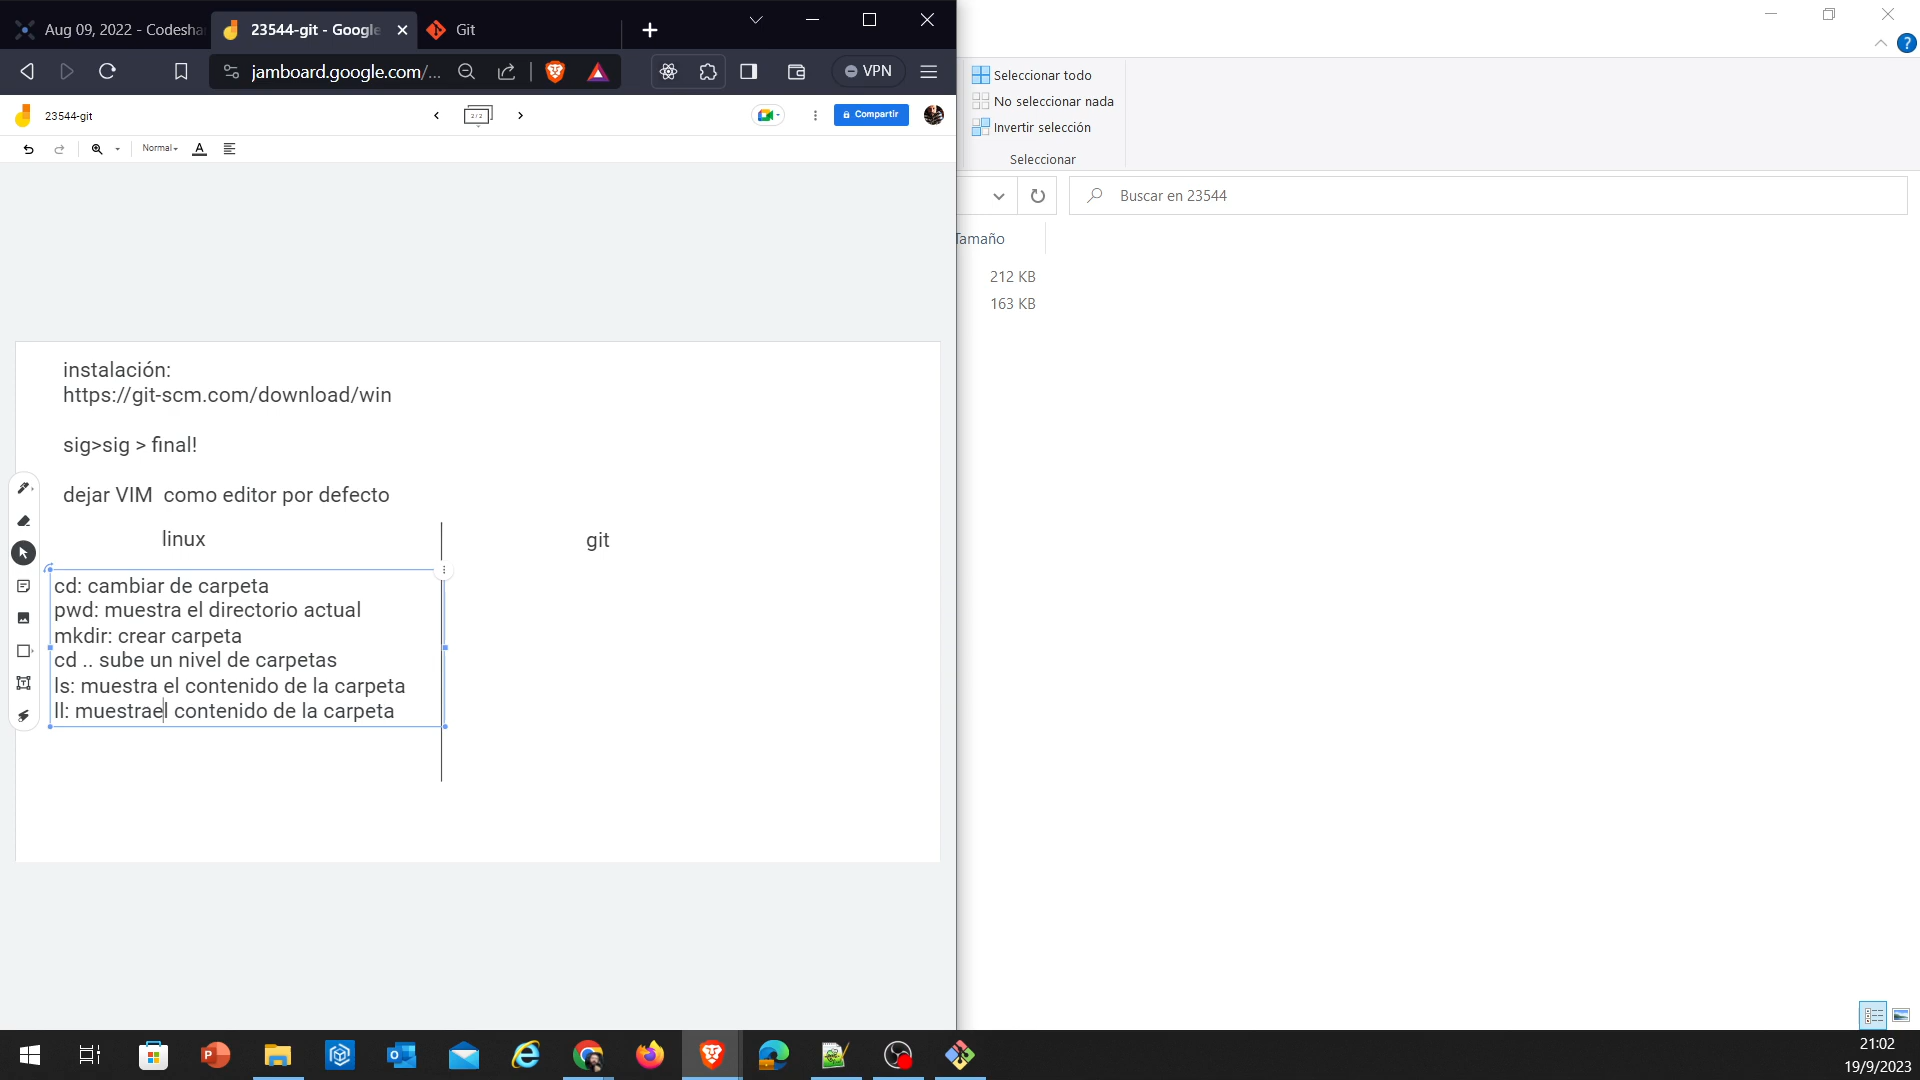 Aug 09, 2022 - Codesha
23544-git - Google
Git
jamboard.google.com/...
VPN
23544-git
2/2
Compartir
Normal
Seleccionar todo
No seleccionar nada
Invertir selección
Seleccionar
Buscar en 23544
Tamaño
212 KB
163 KB
instalación:
https://git-scm.com/download/win
sig>sig > final!
dejar VIM  como editor por defecto
linux
git
cd: cambiar de carpeta
pwd: muestra el directorio actual
mkdir: crear carpeta
cd .. sube un nivel de carpetas
ls: muestra el contenido de la carpeta
ll: muestrael contenido de la carpeta
21:02
19/9/2023